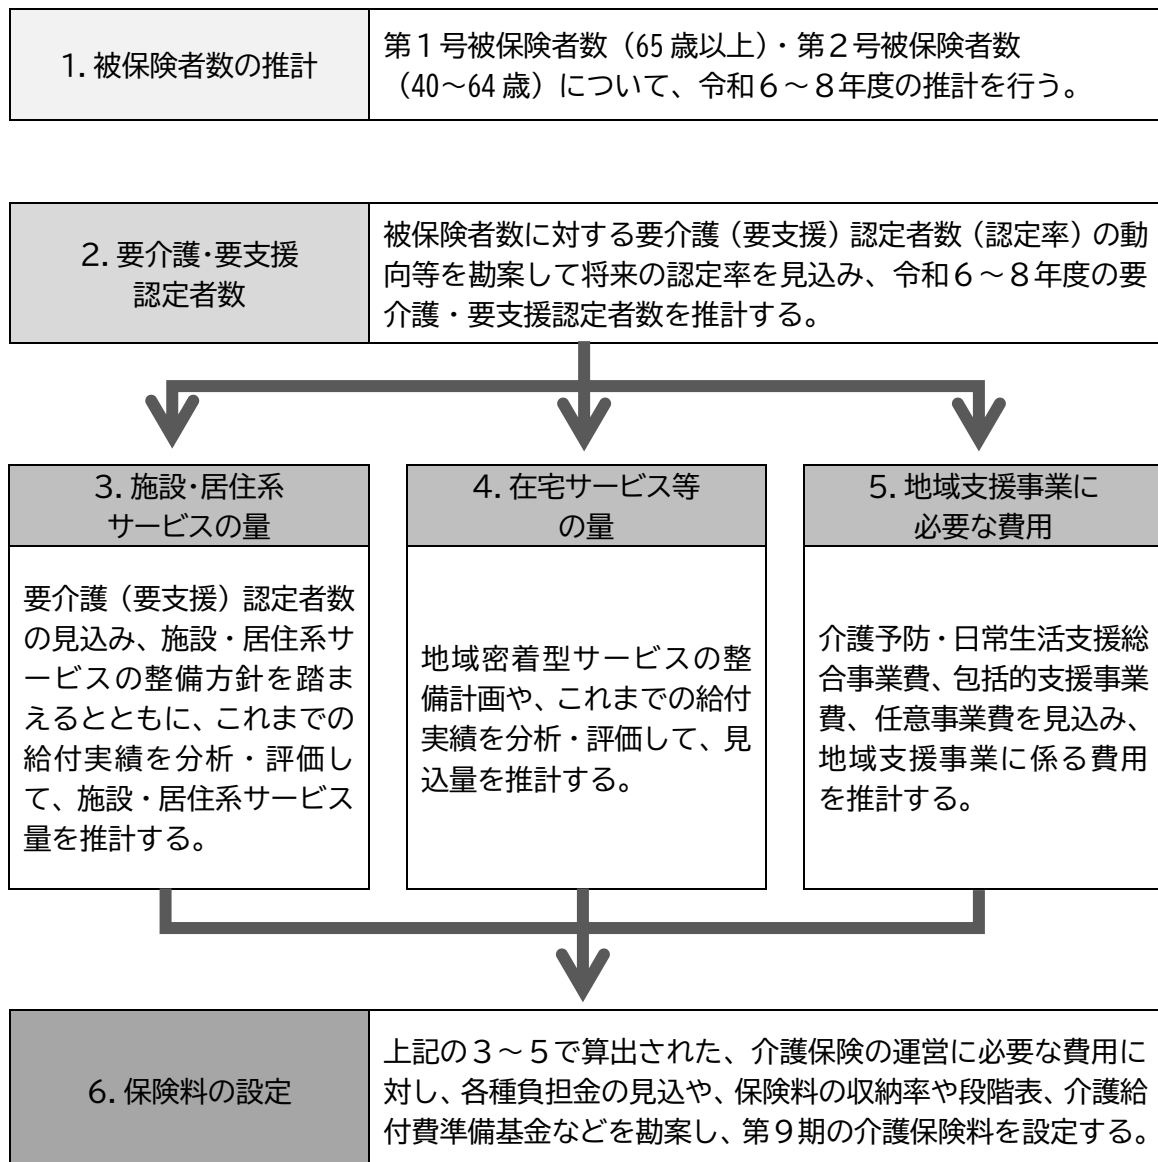 1. 被保険者数の推計
第１号被保険者数（65 歳以上）・第２号被保険者数
（40～64 歳）について、令和６～８年度の推計を行う。
2. 要介護・要支援
認定者数
被保険者数に対する要介護（要支援）認定者数（認定率）の動
向等を勘案して将来の認定率を見込み、令和６～８年度の要
介護・要支援認定者数を推計する。
3. 施設・居住系
サービスの量
要介護（要支援）認定者数
の見込み、施設・居住系サ
ービスの整備方針を踏ま
えるとともに、これまでの
給付実績を分析・評価し
て、施設・居住系サービス
量を推計する。
4. 在宅サービス等
の量
地域密着型サービスの整
備計画や、これまでの給付
実績を分析・評価して、見
込量を推計する。
5. 地域支援事業に
必要な費用
介護予防・日常生活支援総
合事業費、包括的支援事業
費、任意事業費を見込み、
地域支援事業に係る費用
を推計する。
6. 保険料の設定
上記の３～５で算出された、介護保険の運営に必要な費用に
対し、各種負担金の見込や、保険料の収納率や段階表、介護給
付費準備基金などを勘案し、第９期の介護保険料を設定する。